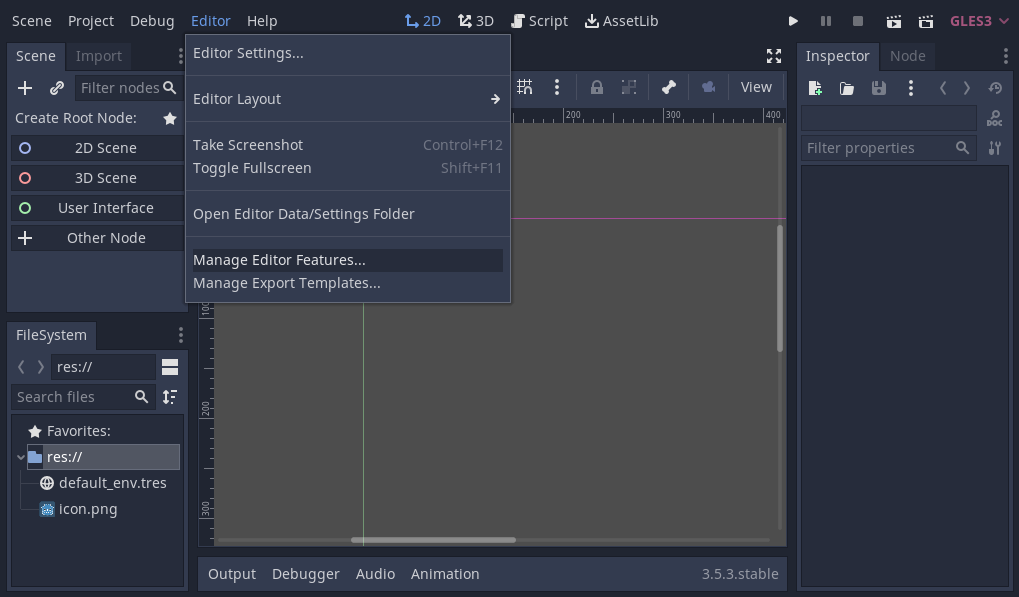 Scene Project Debug Editor Help 2D 3D Script AssetLib GLES3
Scene Import
Filter nodes
Create Root Node:
2D Scene
3D Scene
User Interface
Other Node
Editor Settings...
Editor Layout
Take Screenshot Control+F12
Toggle Fullscreen Shift+F11
Open Editor Data/Settings Folder
Manage Editor Features...
Manage Export Templates...
View
200 300 400
100
200
300
Inspector Node
DOC
Filter properties
FileSystem
res://
Search files
Favorites:
res://
default_env.tres
icon.png
Output Debugger Audio Animation 3.5.3.stable